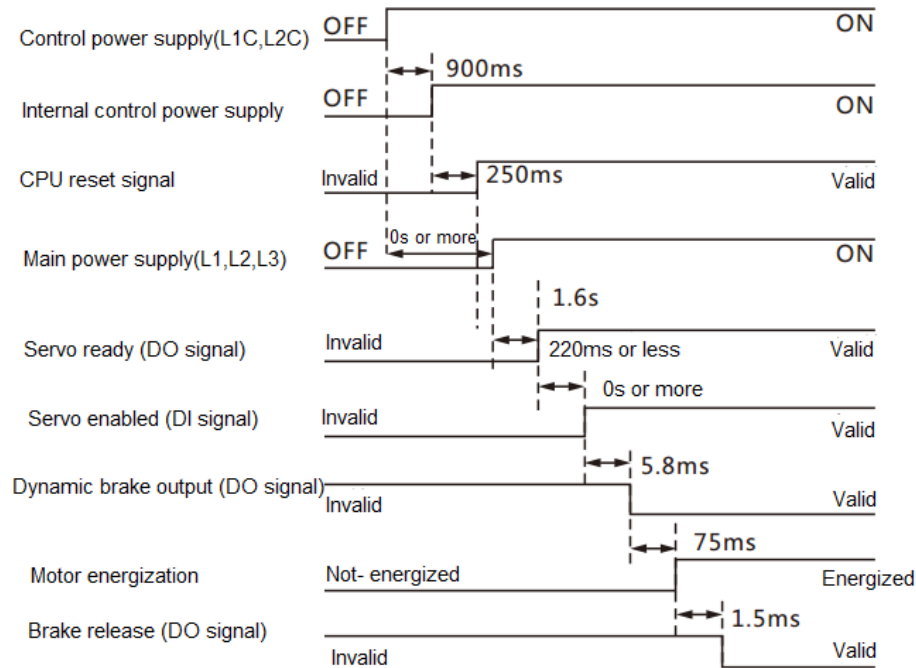 Control power supply(L1C,L2C) OFF ON
900ms
Internal control power supply OFF ON
CPU reset signal Invalid 250ms Valid
0s or more
Main power supply(L1,L2,L3) OFF ON
1.6s
Servo ready (DO signal) Invalid 220ms or less Valid
0s or more
Servo enabled (DI signal) Invalid Valid
5.8ms
Dynamic brake output (DO signal) Invalid Valid
75ms
Motor energization Not- energized Energized
1.5ms
Brake release (DO signal) Invalid Valid